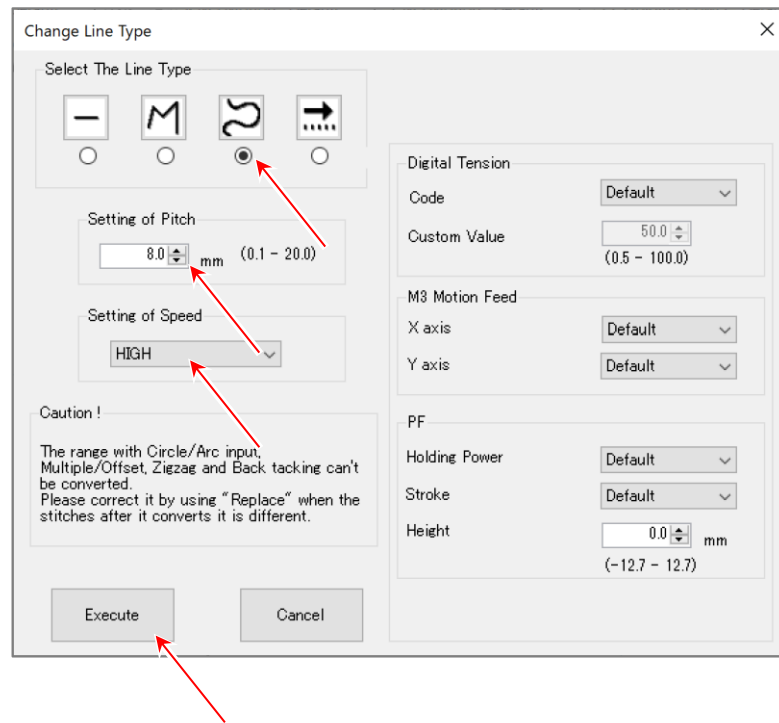 Change Line Type
Select The Line Type
Setting of Pitch
8.0 mm (0.1 - 20.0)
Setting of Speed
HIGH
Caution !
The range with Circle/Arc input,
Multiple/Offset, Zigzag and Back tacking can't
be converted.
Please correct it by using "Replace" when the
stitches after it converts it is different.
Execute
Cancel
Digital Tension
Code Default
Custom Value 50.0
(0.5 - 100.0)
M3 Motion Feed
X axis Default
Y axis Default
PF
Holding Power Default
Stroke Default
Height 0.0 mm
(-12.7 - 12.7)